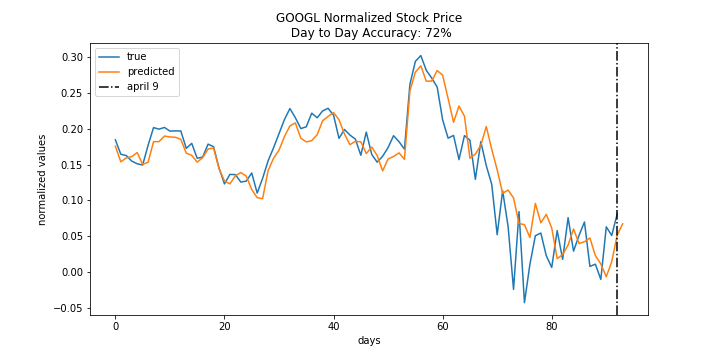 GOOGL Normalized Stock Price
Day to Day Accuracy: 72%
true
predicted
april 9
normalized values
0.30
0.25
0.20
0.15
0.10
0.05
0.00
−0.05
0
20
40
60
80
days